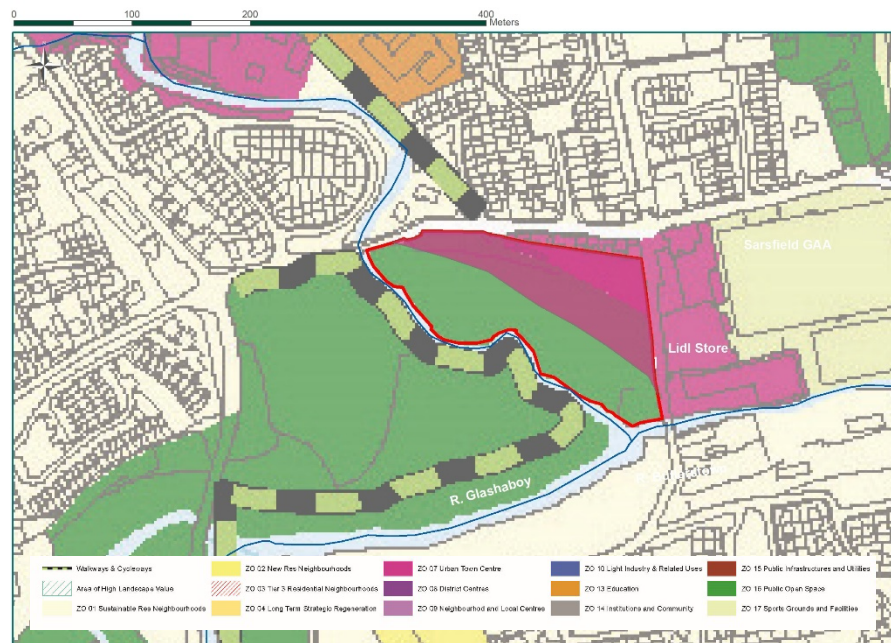 0 100 200 400
Meters
Sarsfield GAA
Lidl Store
R. Glashaboy
Walkways & Cycleways
Area of High Landscape Value
ZO 01 Sustainable Res Neighbourhoods
ZO 02 New Res Neighbourhoods
ZO 03 Tier 3 Residential Neighbourhoods
ZO 04 Long Term Strategic Regeneration
ZO 07 Urban Town Centre
ZO 08 District Centres
ZO 09 Neighbourhod and Local Centres
ZO 10 Light Industry & Related Uses
ZO 13 Education
ZO 14 Institutions and Community
ZO 15 Public Infrastructure and Utilities
ZO 16 Public Open Space
ZO 17 Sports Grounds and Facilities